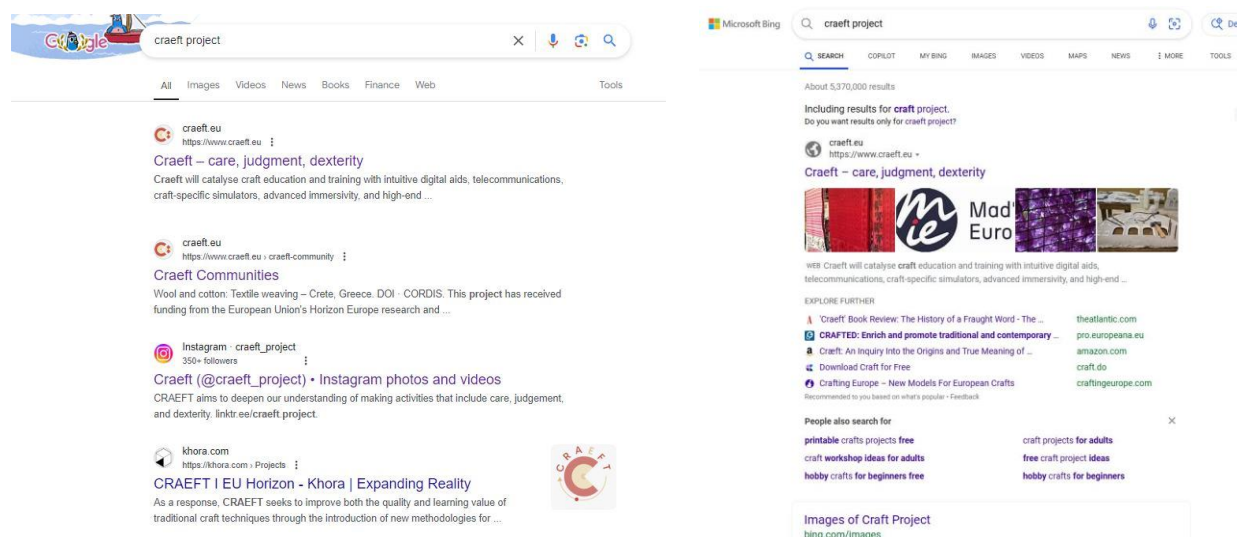 Google
craeft project
All Images Videos News Books Finance Web Tools
craeft.eu
https://www.craeft.eu
Craeft – care, judgment, dexterity
Craeft will catalyse craft education and training with intuitive digital aids, telecommunications,
craft-specific simulators, advanced immersivity, and high-end ...
craeft.eu
https://www.craeft.eu › craeft-community
Craeft Communities
Wool and cotton: Textile weaving – Crete, Greece. DOI · CORDIS. This project has received
funding from the European Union's Horizon Europe research and ...
Instagram · craeft_project
350+ followers
Craeft (@craeft_project) • Instagram photos and videos
CRAEFT aims to deepen our understanding of making activities that include care, judgement,
and dexterity. linktr.ee/craeft.project.
khora.com
https://khora.com › Projects
CRAEFT I EU Horizon - Khora | Expanding Reality
As a response, CRAEFT seeks to improve both the quality and learning value of
traditional craft techniques through the introduction of new methodologies for ...
CRAEFT
Microsoft Bing
craeft project
De
SEARCH COPILOT MY BING IMAGES VIDEOS MAPS NEWS MORE TOOLS
About 5,370,000 results
Including results for craft project.
Do you want results only for craeft project?
craeft.eu
https://www.craeft.eu
Craeft – care, judgment, dexterity
mie
Mad'
Euro
WEB Craeft will catalyse craft education and training with intuitive digital aids,
telecommunications, craft-specific simulators, advanced immersivity, and high-end ...
EXPLORE FURTHER
'Craeft' Book Review: The History of a Fraught Word - The ... theatlantic.com
CRAFTED: Enrich and promote traditional and contemporary ... pro.europeana.eu
Cræft: An Inquiry Into the Origins and True Meaning of ... amazon.com
Download Craft for Free craft.do
Crafting Europe – New Models For European Crafts craftingeurope.com
Recommended to you based on what's popular • Feedback
People also search for
printable crafts projects free craft projects for adults
craft workshop ideas for adults free craft project ideas
hobby crafts for beginners free hobby crafts for beginners
Images of Craft Project
bing.com/images